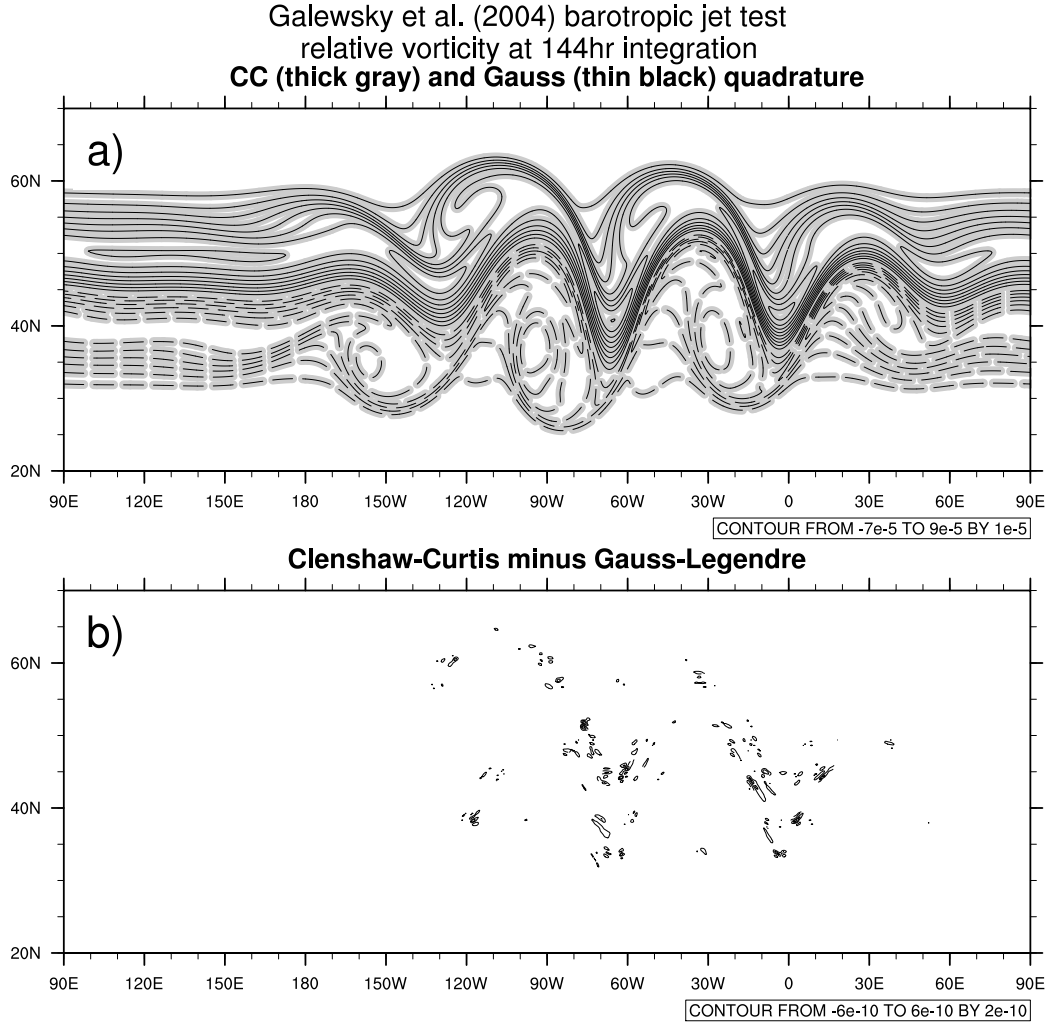 Galewsky et al. (2004) barotropic jet test
relative vorticity at 144hr integration
CC (thick gray) and Gauss (thin black) quadrature
a)
60N
40N
20N
90E 120E 150E 180 150W 120W 90W 60W 30W 0 30E 60E 90E
CONTOUR FROM -7e-5 TO 9e-5 BY 1e-5
Clenshaw-Curtis minus Gauss-Legendre
b)
60N
40N
20N
90E 120E 150E 180 150W 120W 90W 60W 30W 0 30E 60E 90E
CONTOUR FROM -6e-10 TO 6e-10 BY 2e-10